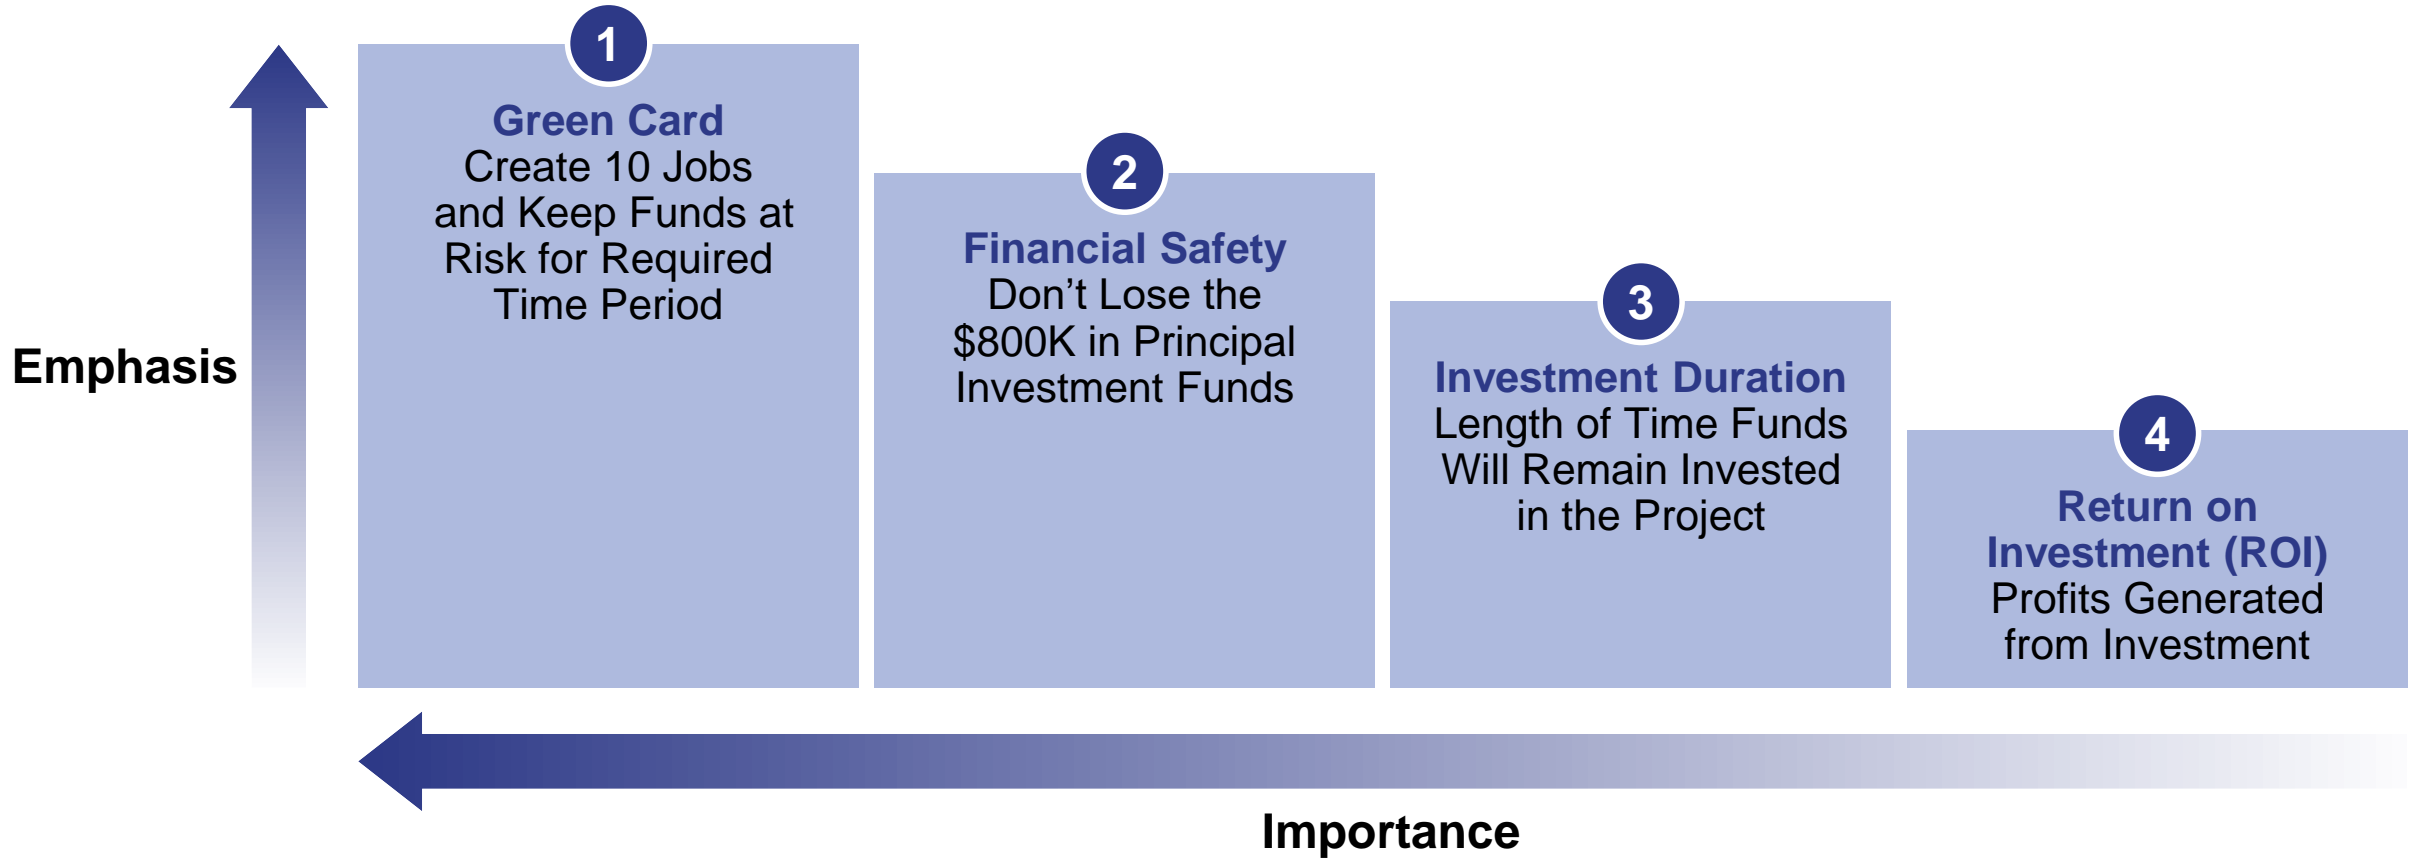 Emphasis
1
Green Card
Create 10 Jobs
and Keep Funds at
Risk for Required
Time Period
2
Financial Safety
Don’t Lose the
$800K in Principal
Investment Funds
3
Investment Duration
Length of Time Funds
Will Remain Invested
in the Project
4
Return on
Investment (ROI)
Profits Generated
from Investment
Importance